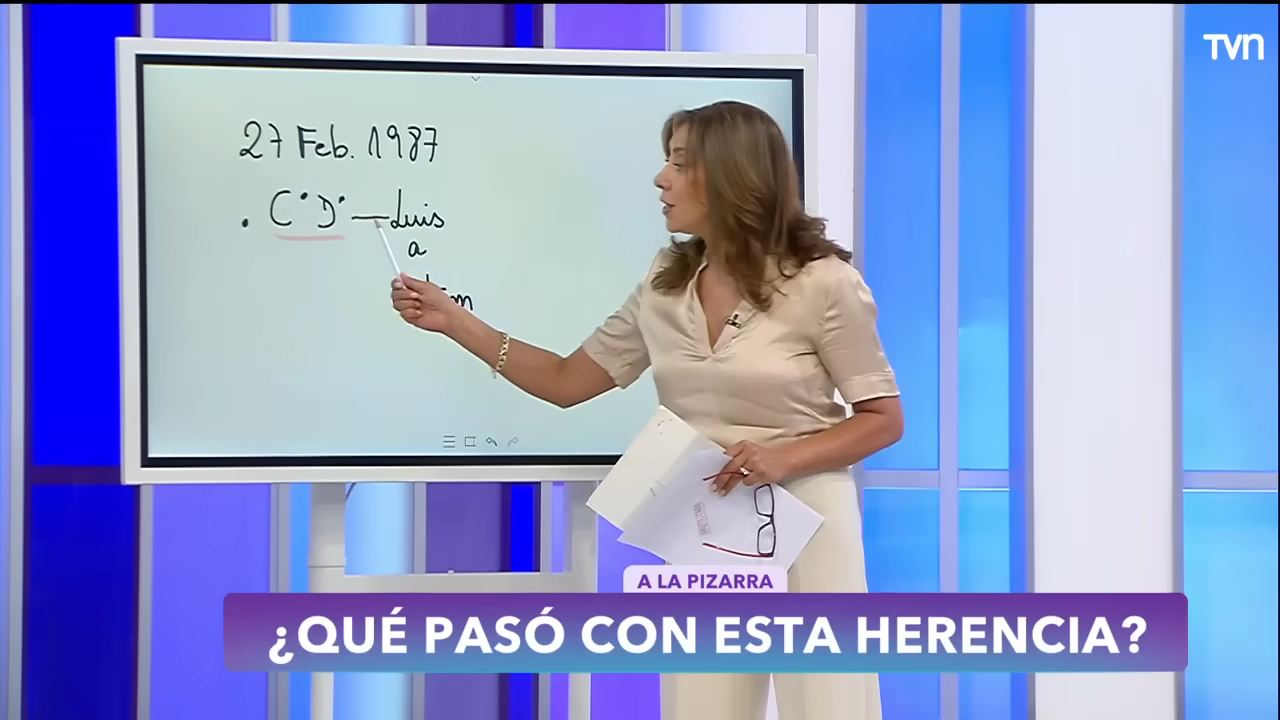 TVN
27 Feb. 1987
. C° D° — Luis
a
A LA PIZARRA
¿QUÉ PASÓ CON ESTA HERENCIA?